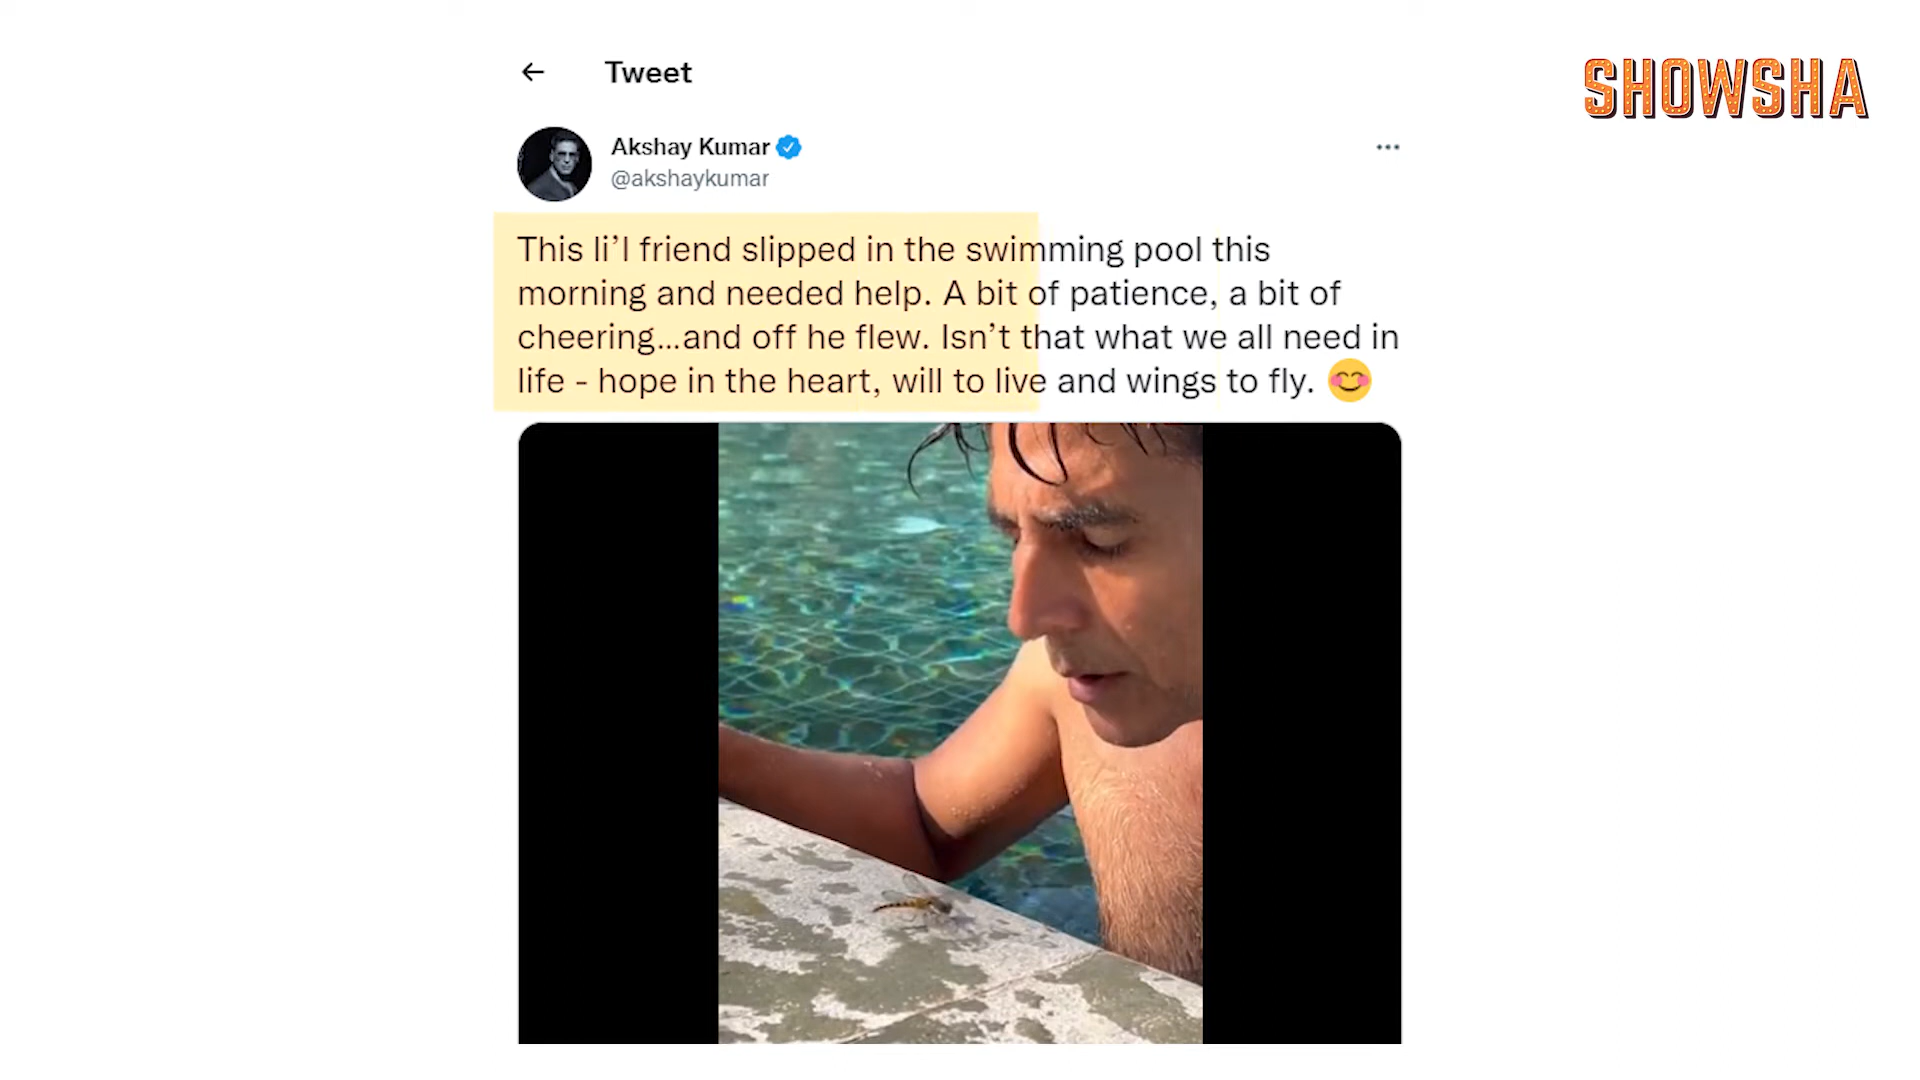 Tweet
SHOWSHA
Akshay Kumar
@akshaykumar
This li’l friend slipped in the swimming pool this
morning and needed help. A bit of patience, a bit of
cheering...and off he flew. Isn’t that what we all need in
life - hope in the heart, will to live and wings to fly. 😊